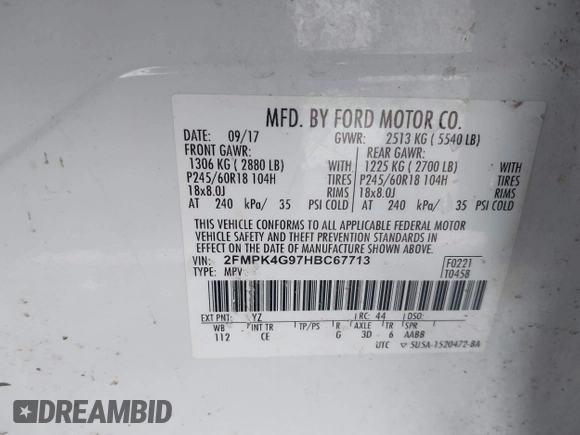 MFD. BY FORD MOTOR CO.
DATE: 09/17 GVWR: 2513 KG ( 5540 LB)
FRONT GAWR: REAR GAWR:
1306 KG ( 2880 LB) WITH 1225 KG ( 2700 LB) WITH
P245/60R18 104H TIRES P245/60R18 104H TIRES
18x8.0J RIMS 18x8.0J RIMS
AT 240 kPa/ 35 PSI COLD AT 240 kPa/ 35 PSI COLD
THIS VEHICLE CONFORMS TO ALL APPLICABLE FEDERAL MOTOR
VEHICLE SAFETY AND THEFT PREVENTION STANDARDS IN
EFFECT ON THE DATE OF MANUFACTURE SHOWN ABOVE.
VIN: 2FMPK4G97HBC67713 F0221
TYPE: MPV T0458
EXT PNT: YZ RC: 44 DSO:
WB INT TR TP/PS R AXLE TR SPR
112 CE G 3D 6 AABB
UTC 5U5A-1520472-BA
DREAMBID